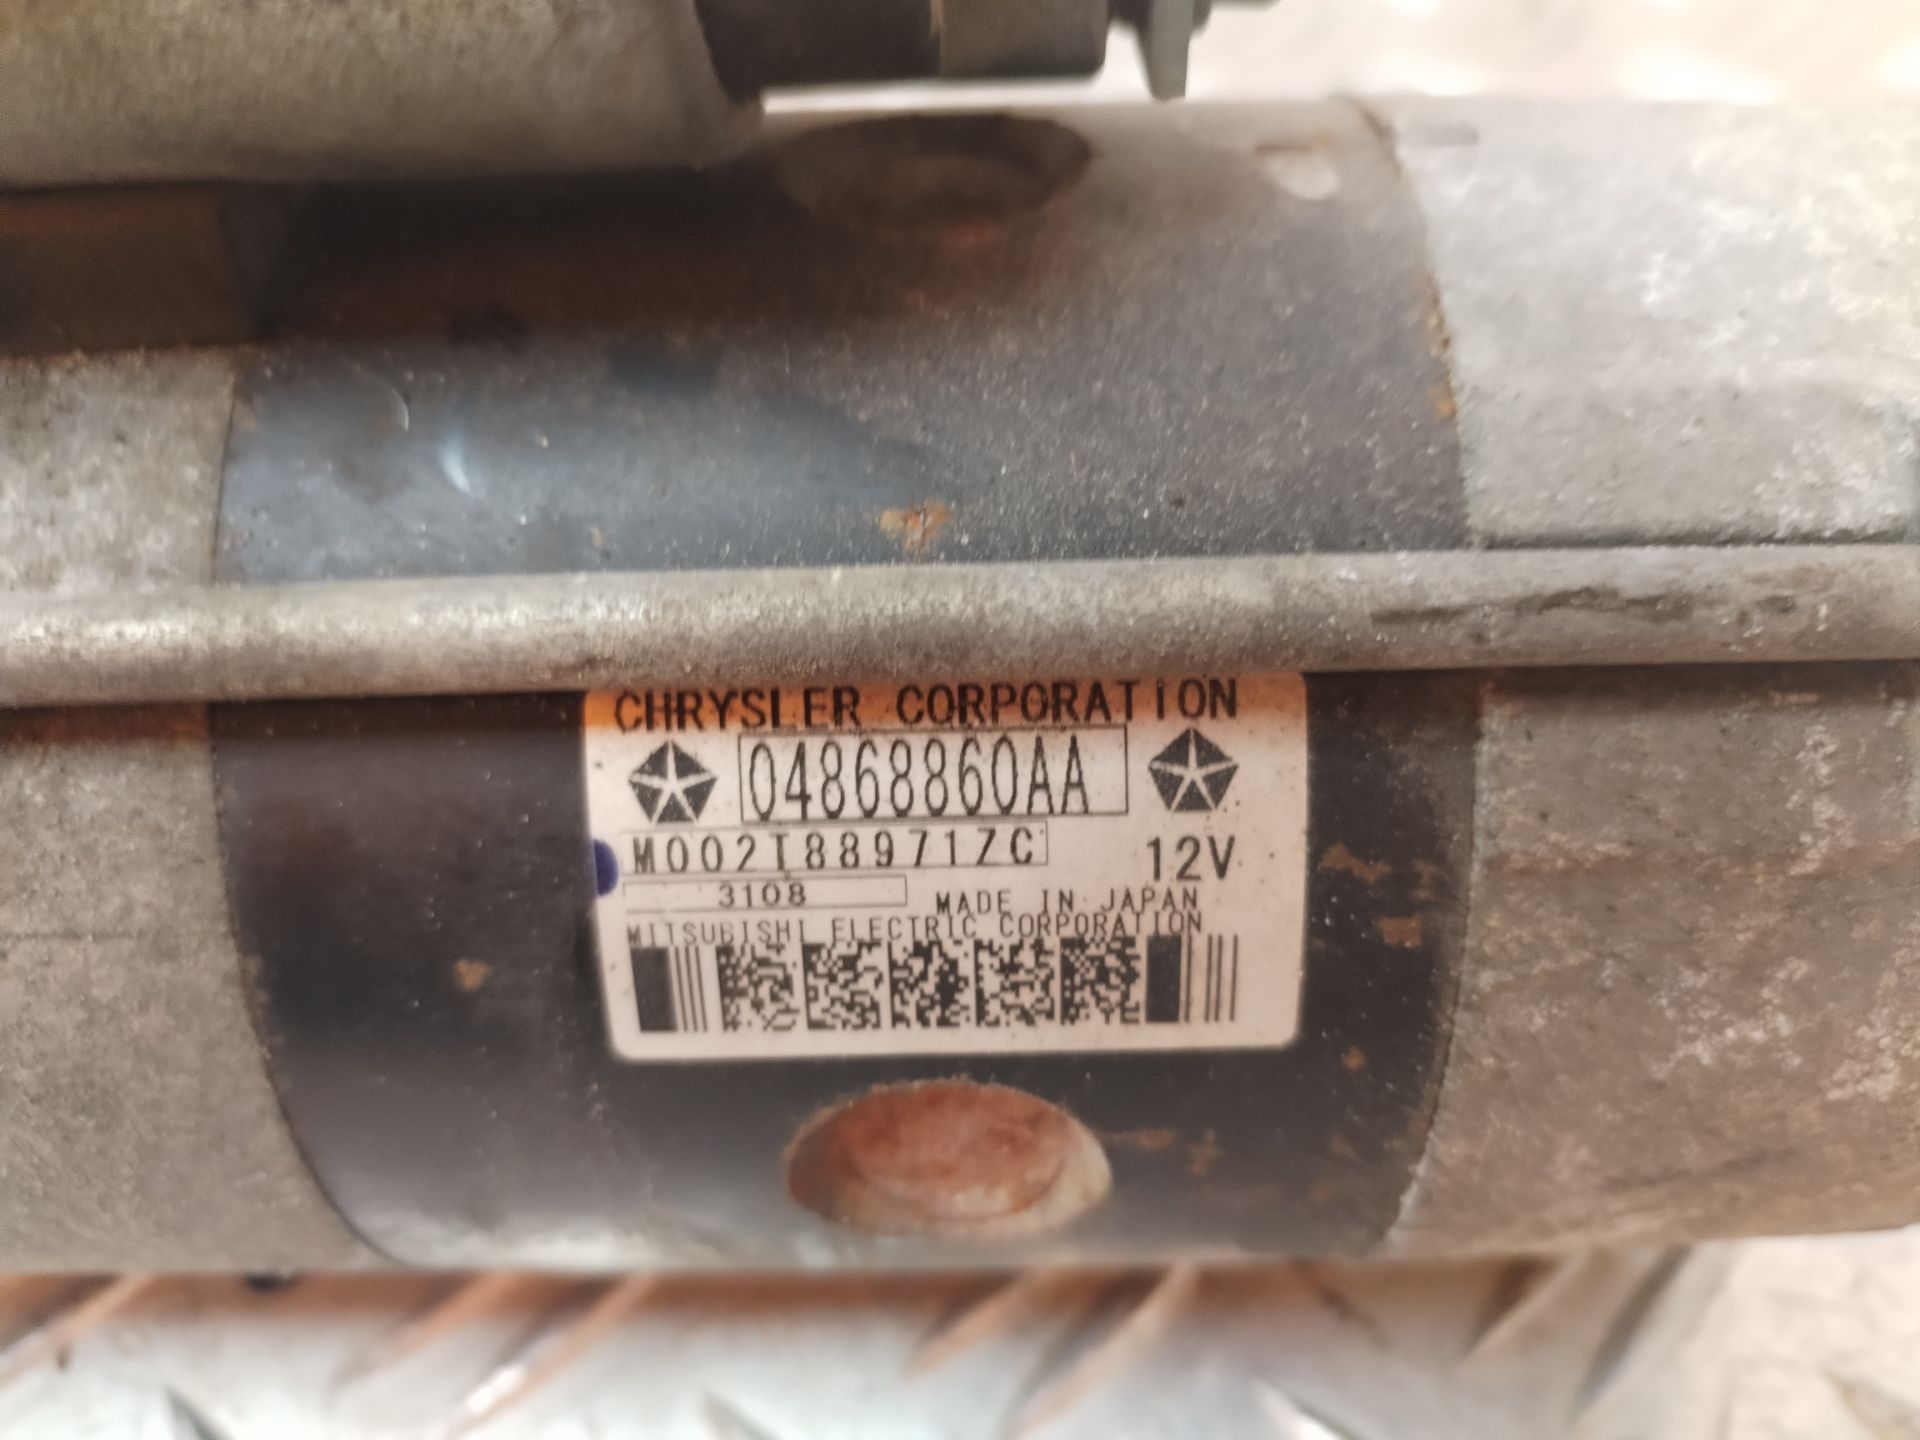 CHRYSLER CORPORATION
04868860AA
M002T88971ZC 12V
3108 MADE IN JAPAN
MITSUBISHI ELECTRIC CORPORATION